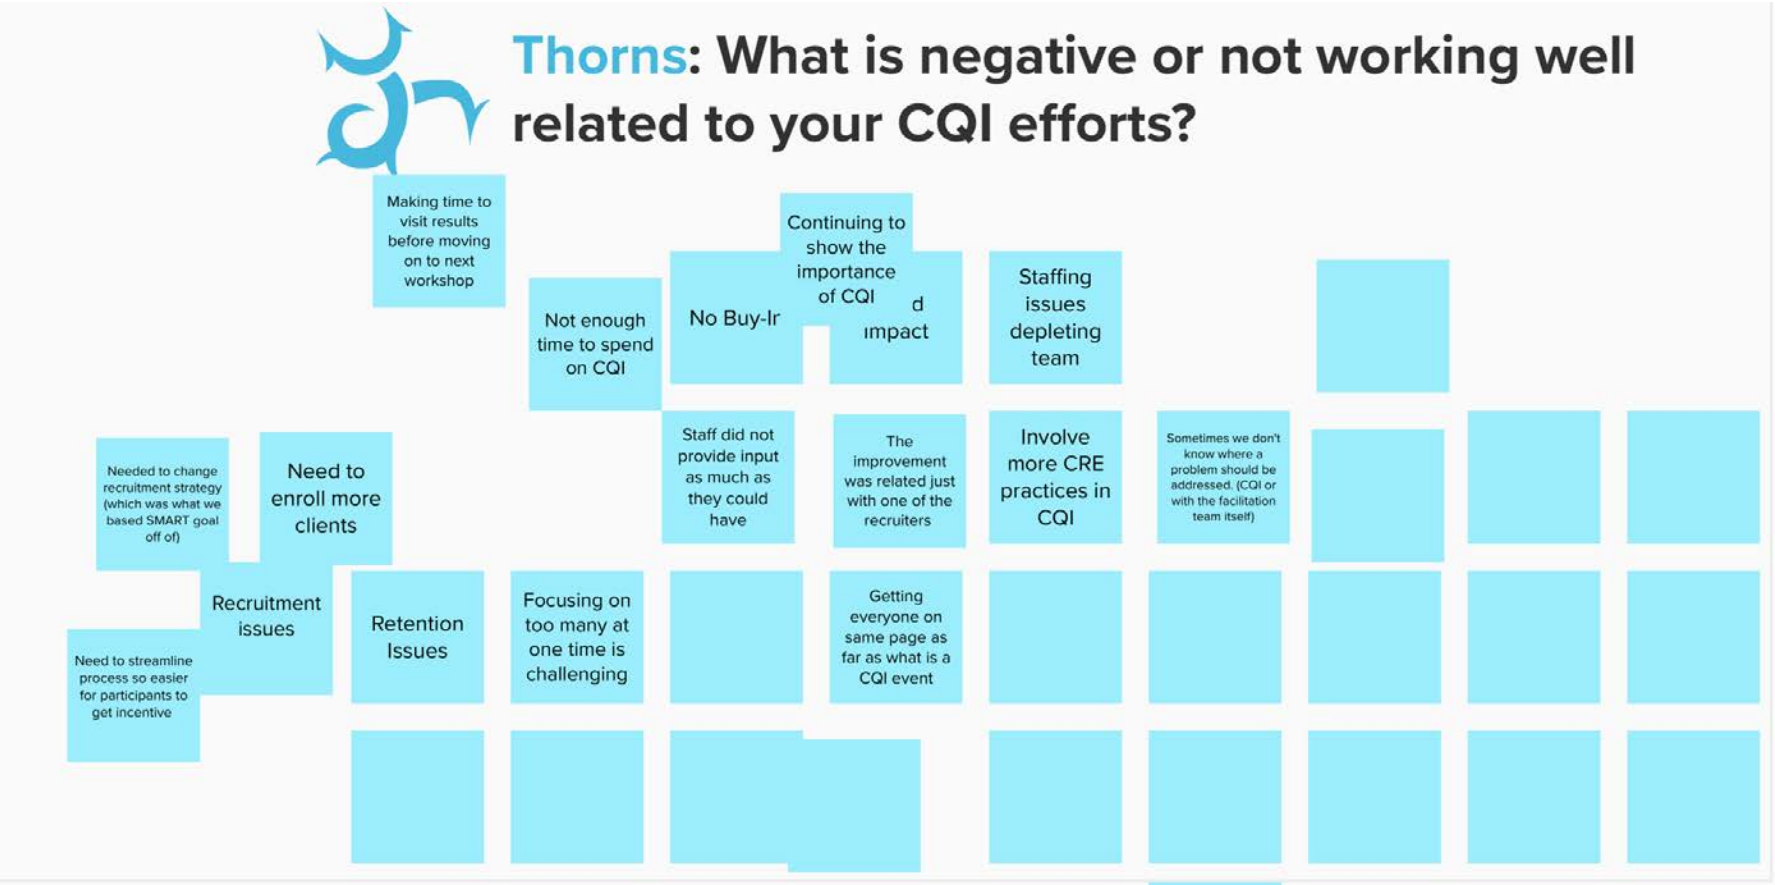 Thorns: What is negative or not working well
related to your CQI efforts?
Making time to
visit results
before moving
on to next
workshop
Continuing to
show the
importance
of CQI
Not enough
time to spend
on CQI
No Buy-In
d
impact
Staffing
issues
depleting
team
Needed to change
recruitment strategy
(which was what we
based SMART goal
off of)
Need to
enroll more
clients
Staff did not
provide input
as much as
they could
have
The
improvement
was related just
with one of the
recruiters
Involve
more CRE
practices in
CQI
Sometimes we don't
know where a
problem should be
addressed. (CQI or
with the facilitation
team itself)
Recruitment
issues
Need to streamline
process so easier
for participants to
get incentive
Retention
Issues
Focusing on
too many at
one time is
challenging
Getting
everyone on
same page as
far as what is a
CQI event